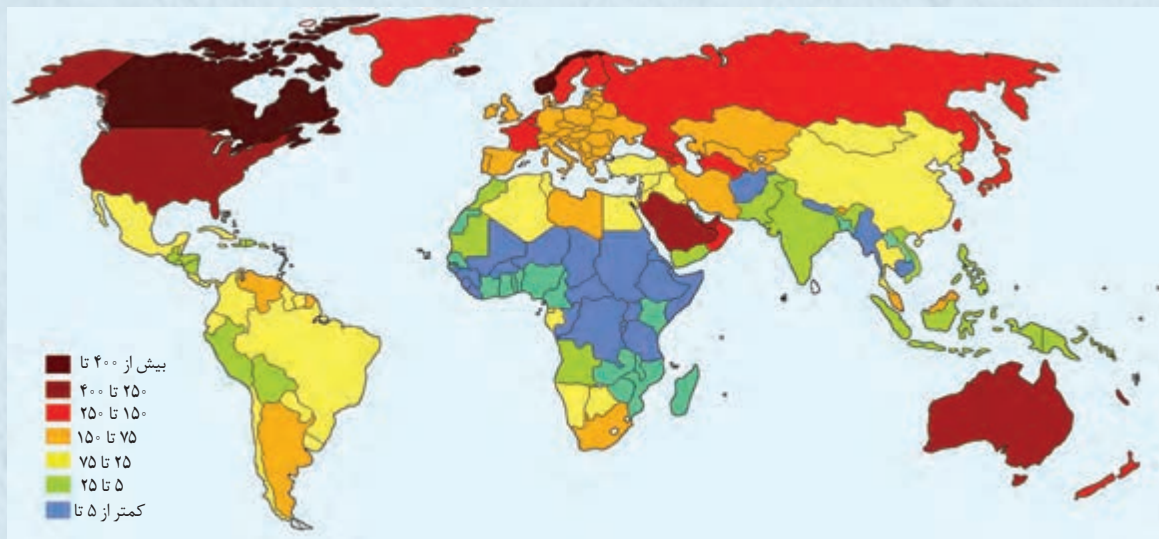 بیش از ۴۰۰ تا
۲۵۰ تا ۴۰۰
۱۵۰ تا ۲۵۰
۷۵ تا ۱۵۰
۲۵ تا ۷۵
۵ تا ۲۵
کمتر از ۵ تا